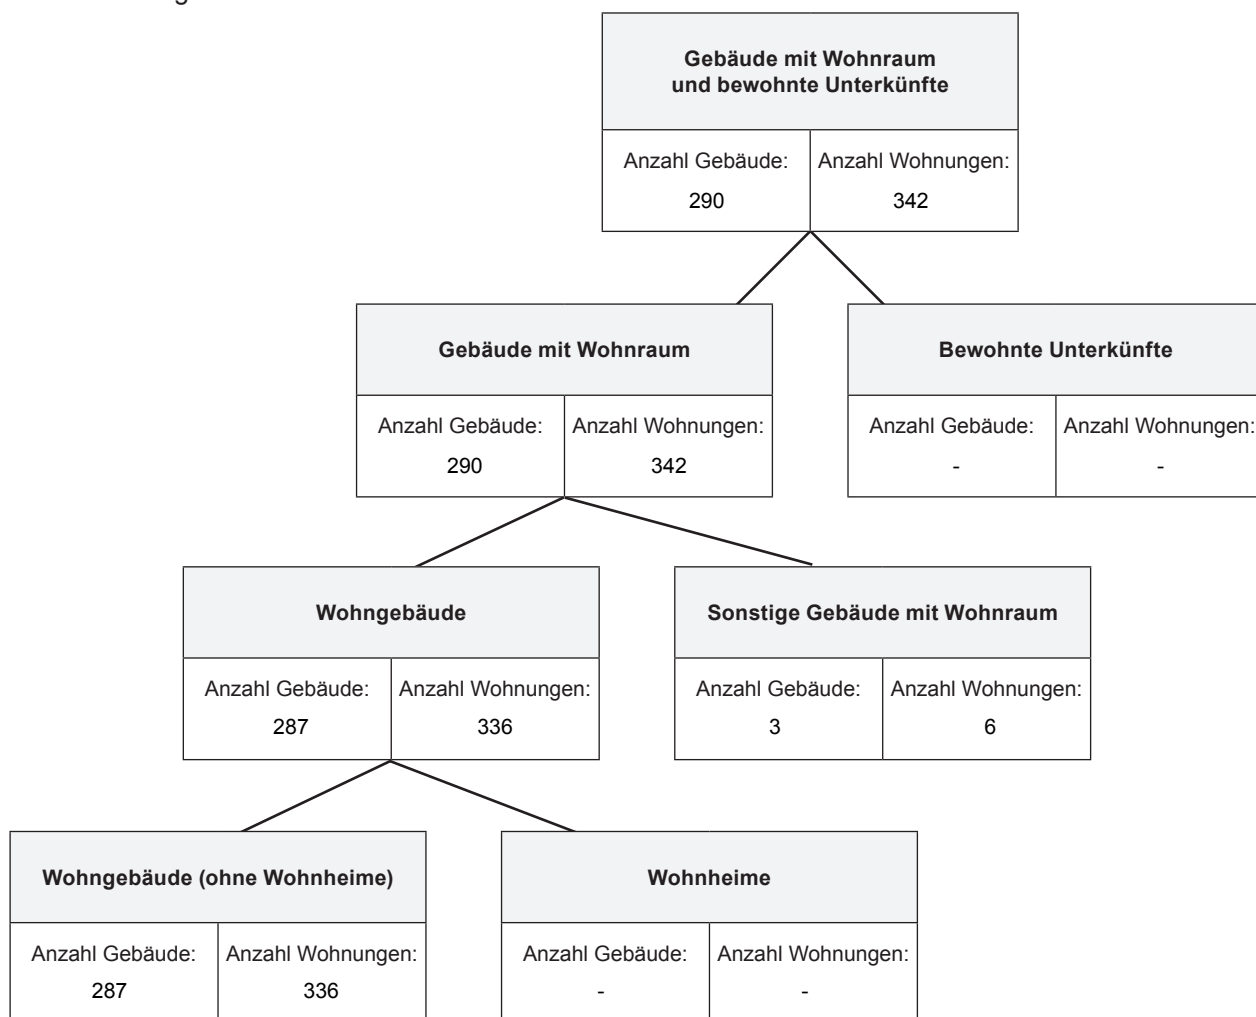 Gebäude mit Wohnraum
und bewohnte Unterkünfte
Anzahl Gebäude:
290
Anzahl Wohnungen:
342
Gebäude mit Wohnraum
Anzahl Gebäude:
290
Anzahl Wohnungen:
342
Bewohnte Unterkünfte
Anzahl Gebäude:
-
Anzahl Wohnungen:
-
Wohngebäude
Anzahl Gebäude:
287
Anzahl Wohnungen:
336
Sonstige Gebäude mit Wohnraum
Anzahl Gebäude:
3
Anzahl Wohnungen:
6
Wohngebäude (ohne Wohnheime)
Anzahl Gebäude:
287
Anzahl Wohnungen:
336
Wohnheime
Anzahl Gebäude:
-
Anzahl Wohnungen:
-